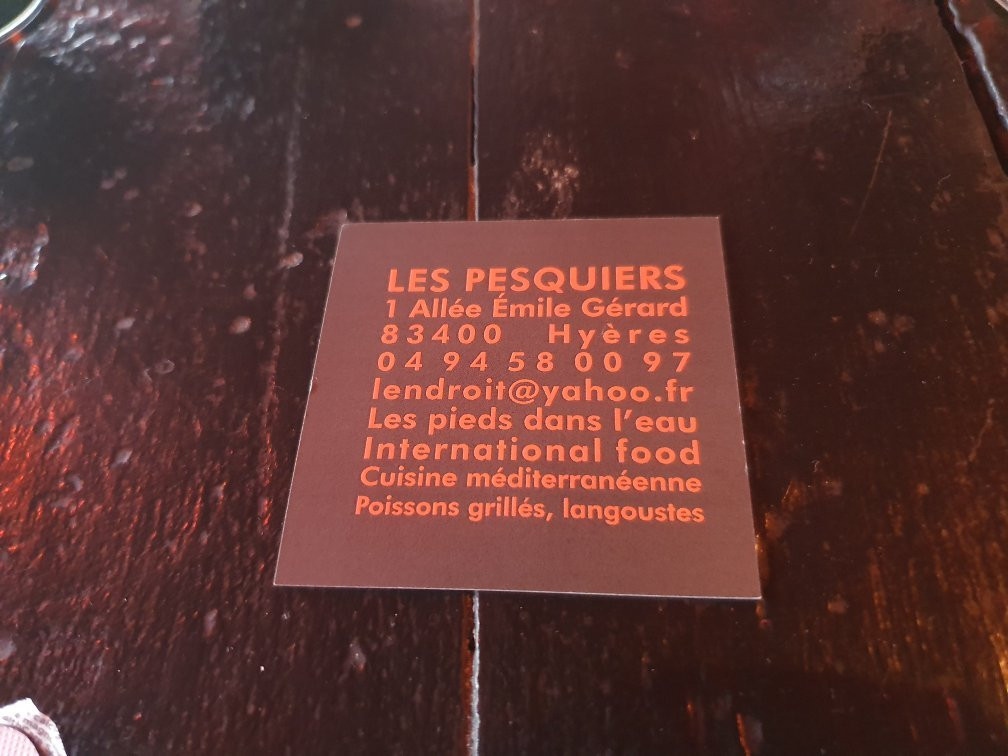 LES PESQUIERS
1 Allée Émile Gérard
83400 Hyères
04 94 58 00 97
lendroit@yahoo.fr
Les pieds dans l'eau
International food
Cuisine méditerranéenne
Poissons grillés, langoustes